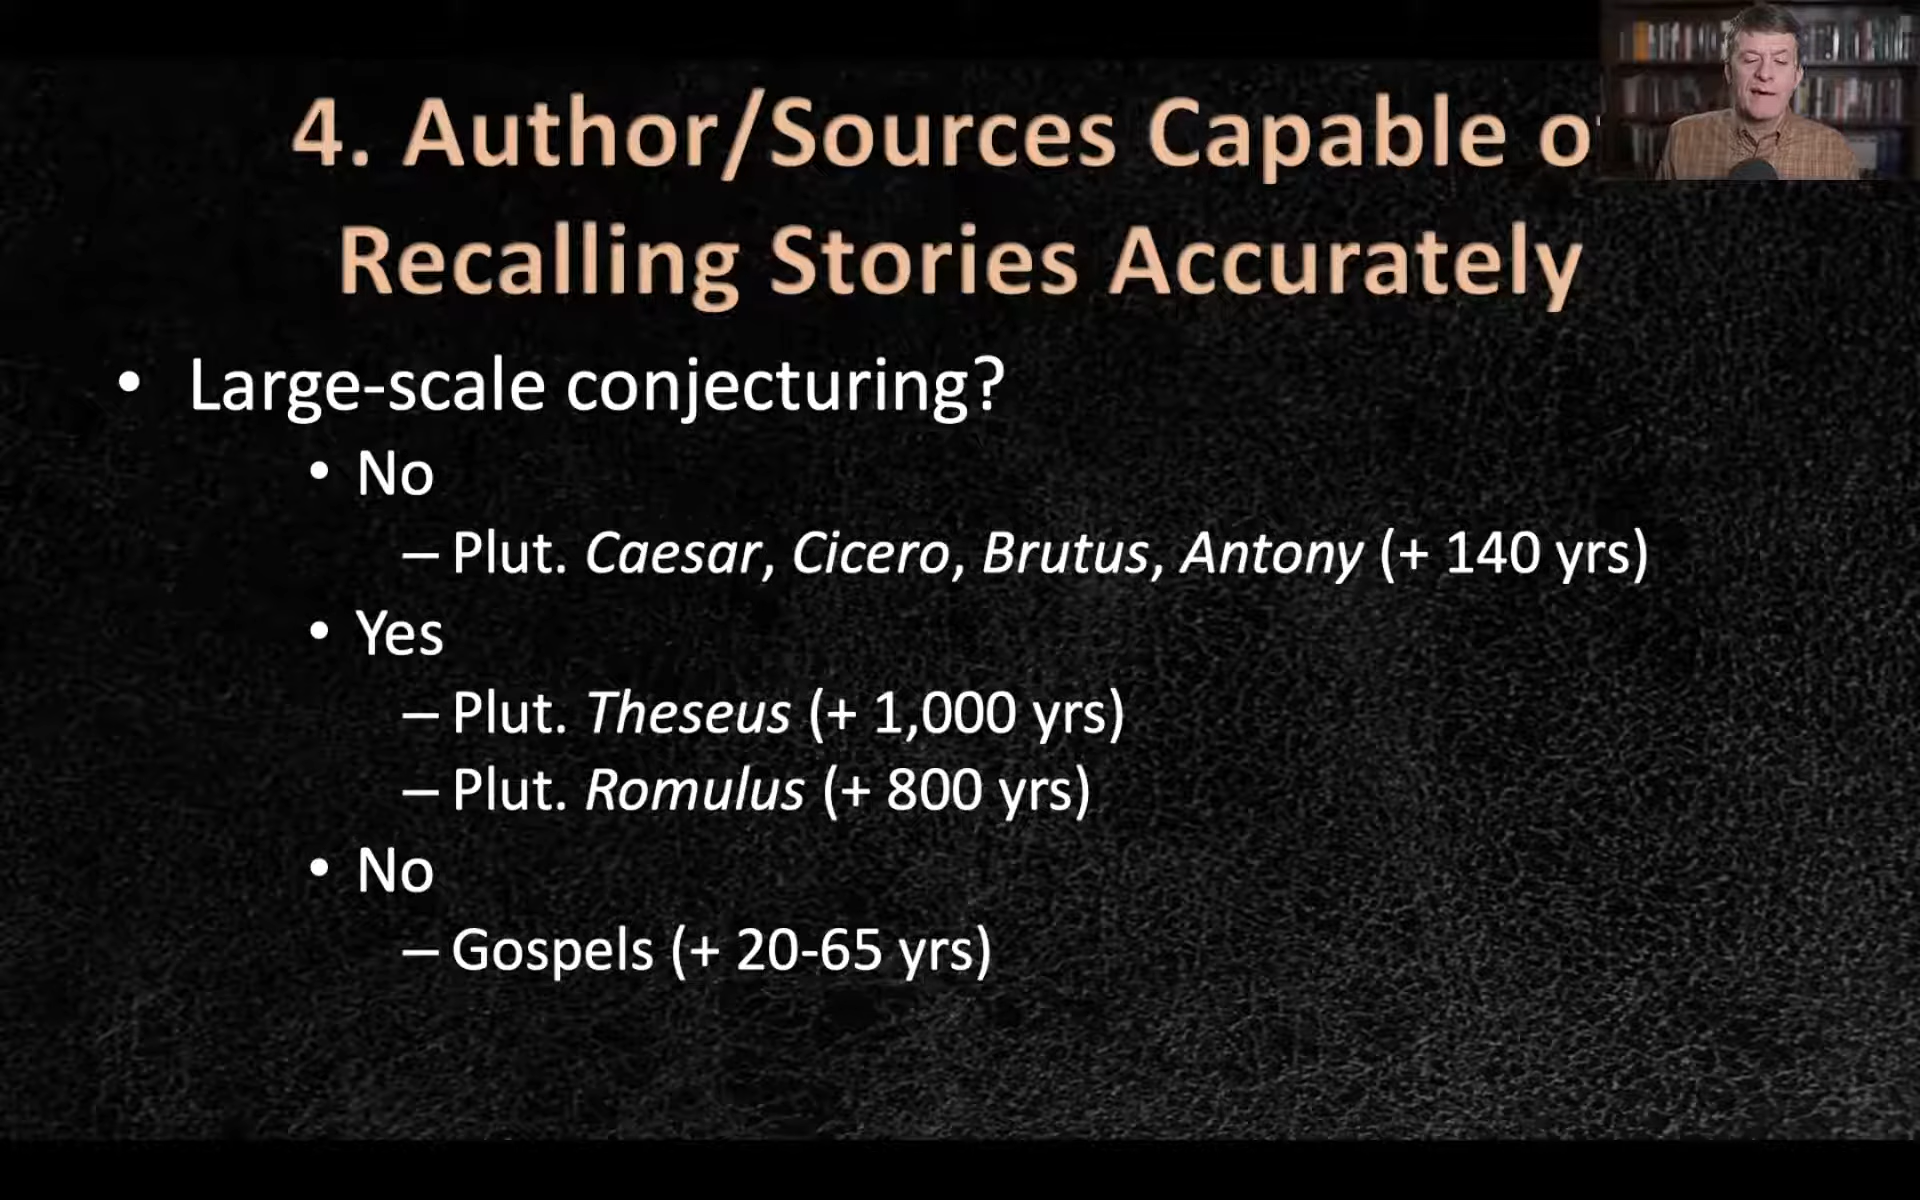 4. Author/Sources Capable o
Recalling Stories Accurately
• Large-scale conjecturing?
• No
– Plut. Caesar, Cicero, Brutus, Antony (+ 140 yrs)
• Yes
– Plut. Theseus (+ 1,000 yrs)
– Plut. Romulus (+ 800 yrs)
• No
– Gospels (+ 20-65 yrs)